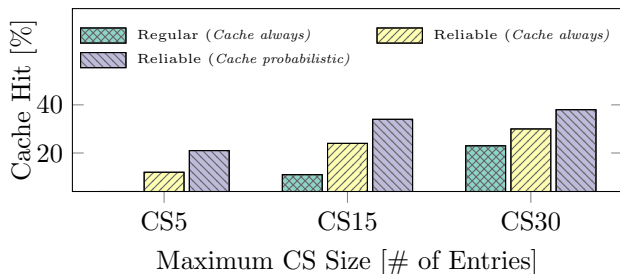 Cache Hit [%]
Regular (Cache always)
Reliable (Cache always)
Reliable (Cache probabilistic)
40
20
CS5 CS15 CS30
Maximum CS Size [# of Entries]